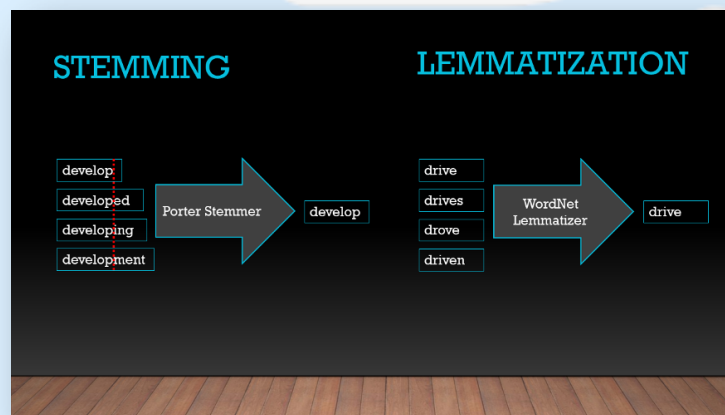 STEMMING
develop
developed
developing
development
Porter Stemmer
develop
LEMMATIZATION
drive
drives
drove
driven
WordNet
Lemmatizer
drive